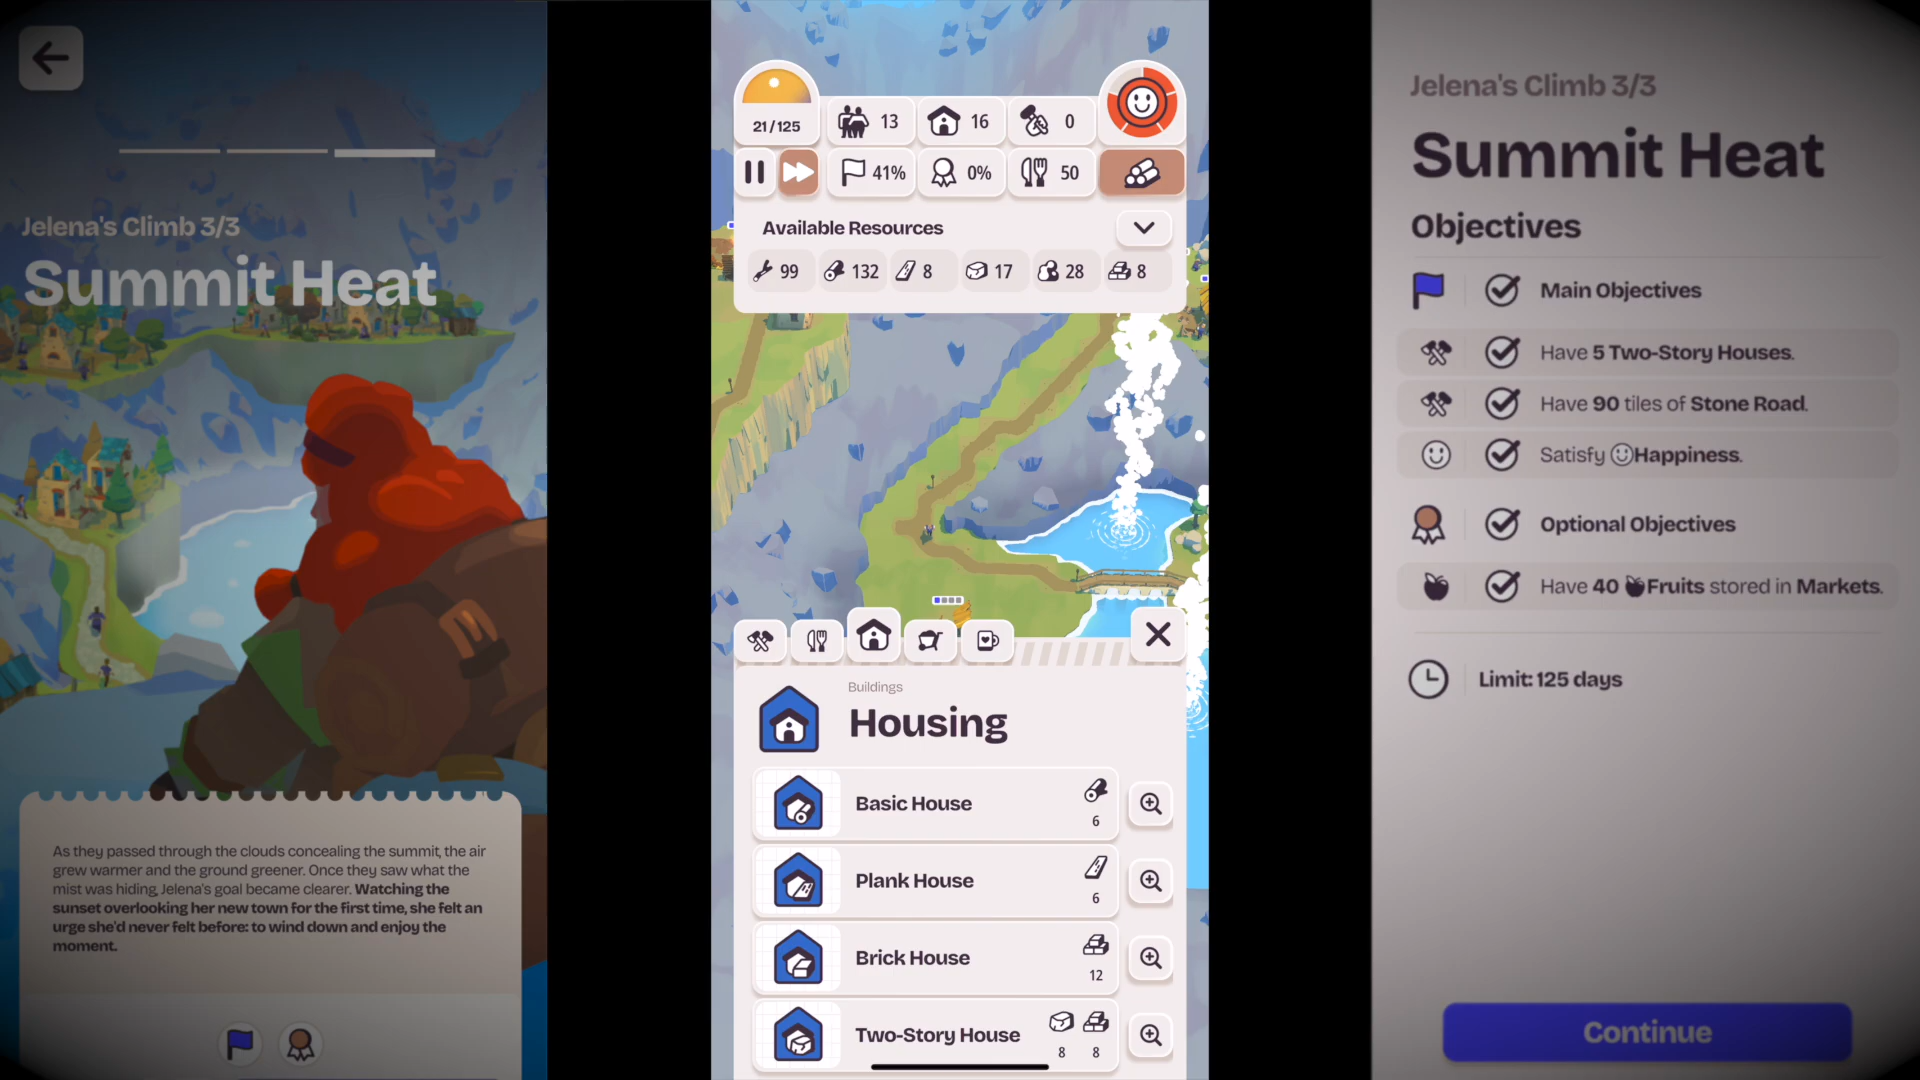 Jelena's Climb 3/3
Summit Heat
As they passed through the clouds concealing the summit, the air
grew warmer and the ground greener. Once they saw what the
mist was hiding, Jelena's goal became clearer. Watching the
sunset overlooking her new town for the first time, she felt an
urge she'd never felt before: to wind down and enjoy the
moment.
21/125
13
16
0
41%
0%
50
Available Resources
99
132
8
17
28
8
Buildings
Housing
Basic House
6
Plank House
6
Brick House
12
Two-Story House
8
8
Jelena's Climb 3/3
Summit Heat
Objectives
Main Objectives
Have 5 Two-Story Houses.
Have 90 tiles of Stone Road.
Satisfy Happiness.
Optional Objectives
Have 40 Fruits stored in Markets.
Limit: 125 days
Continue